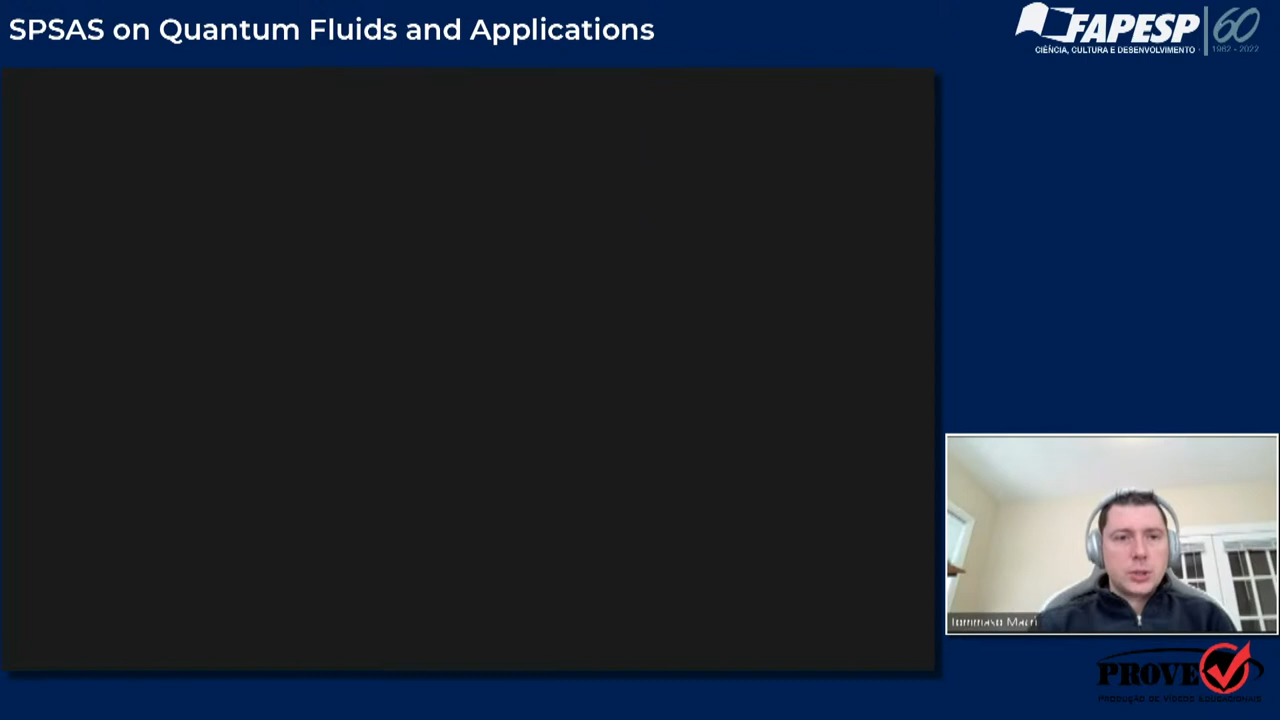 SPSAS on Quantum Fluids and Applications
FAPESP 60
CIÊNCIA, CULTURA E DESENVOLVIMENTO
1962 - 2022
Tommaso Macrì
PROVE
PRODUÇÃO DE VÍDEOS EDUCACIONAIS